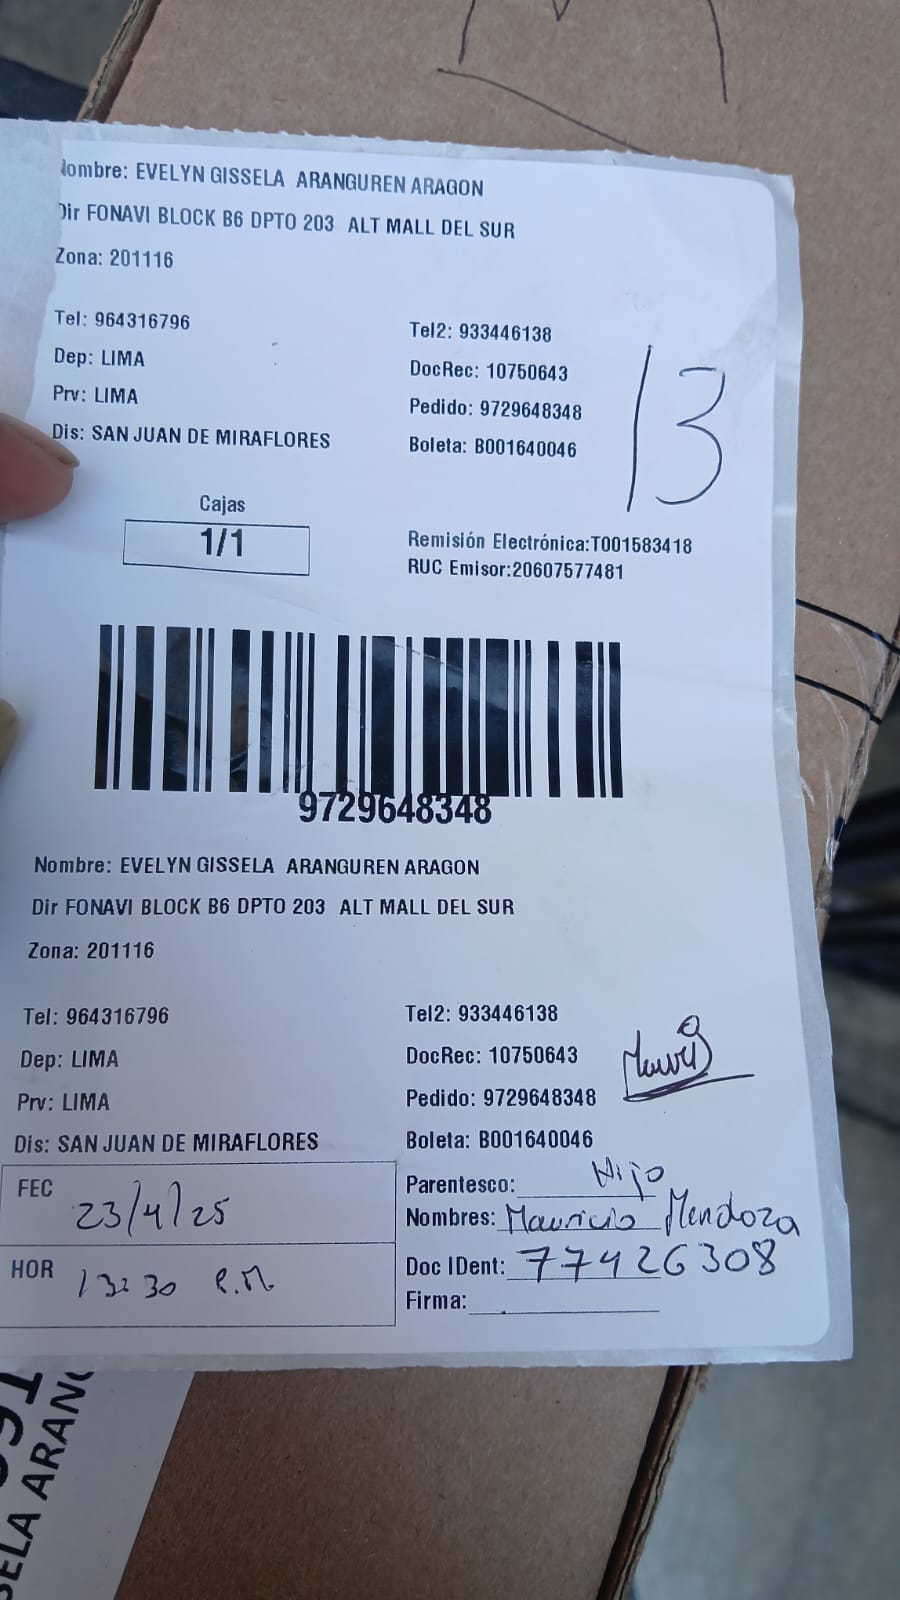 Nombre: EVELYN GISSELA ARANGUREN ARAGON
Dir FONAVI BLOCK B6 DPTO 203 ALT MALL DEL SUR
Zona: 201116
Tel: 964316796 Tel2: 933446138
Dep: LIMA DocRec: 10750643
Prv: LIMA Pedido: 9729648348
Dis: SAN JUAN DE MIRAFLORES Boleta: B001640046
13
Cajas
1/1
Remisión Electrónica:T001583418
RUC Emisor:20607577481
9729648348
Nombre: EVELYN GISSELA ARANGUREN ARAGON
Dir FONAVI BLOCK B6 DPTO 203 ALT MALL DEL SUR
Zona: 201116
Tel: 964316796 Tel2: 933446138
Dep: LIMA DocRec: 10750643
Prv: LIMA Pedido: 9729648348
Dis: SAN JUAN DE MIRAFLORES Boleta: B001640046
FEC 23/4/25
HOR 13:30 P.M
Parentesco: Hijo
Nombres: Mauricio Mendoza
Doc IDent: 77426308
Firma:
SELA ARANG